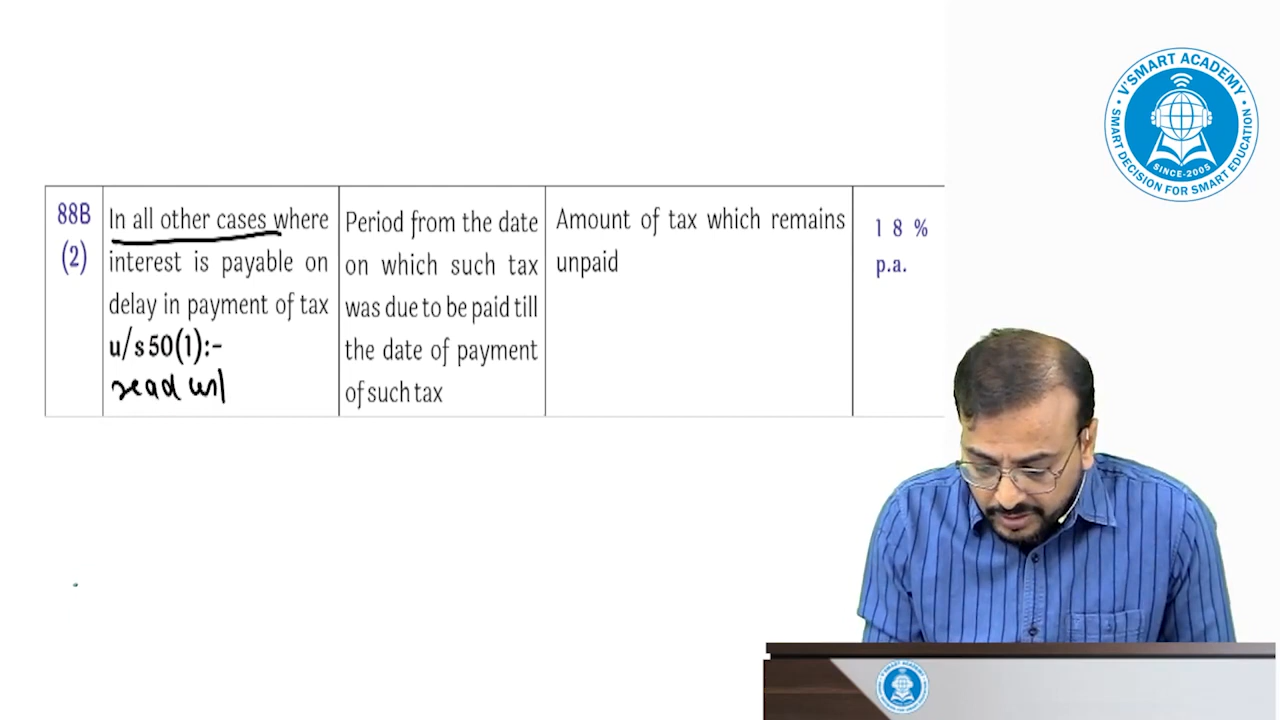 88B
(2)
In all other cases where
interest is payable on
delay in payment of tax
u/s 50(1):-
read w/
Period from the date
on which such tax
was due to be paid till
the date of payment
of such tax
Amount of tax which remains
unpaid
18%
p.a.
V'SMART ACADEMY
SINCE-2005
SMART DECISION FOR SMART EDUCATION